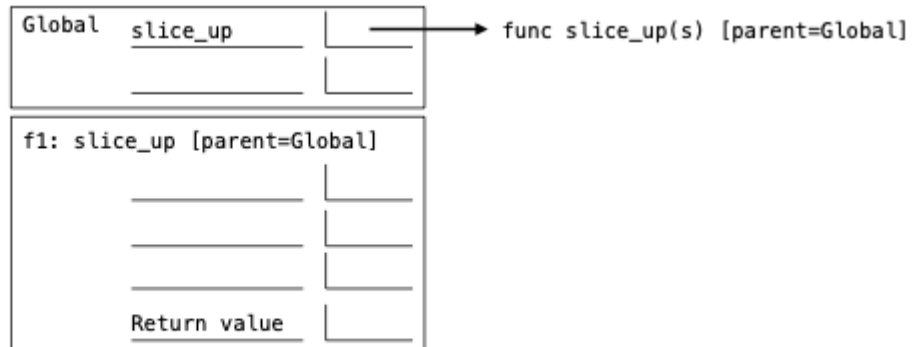 Global slice_up func slice_up(s) [parent=Global]
f1: slice_up [parent=Global]
Return value